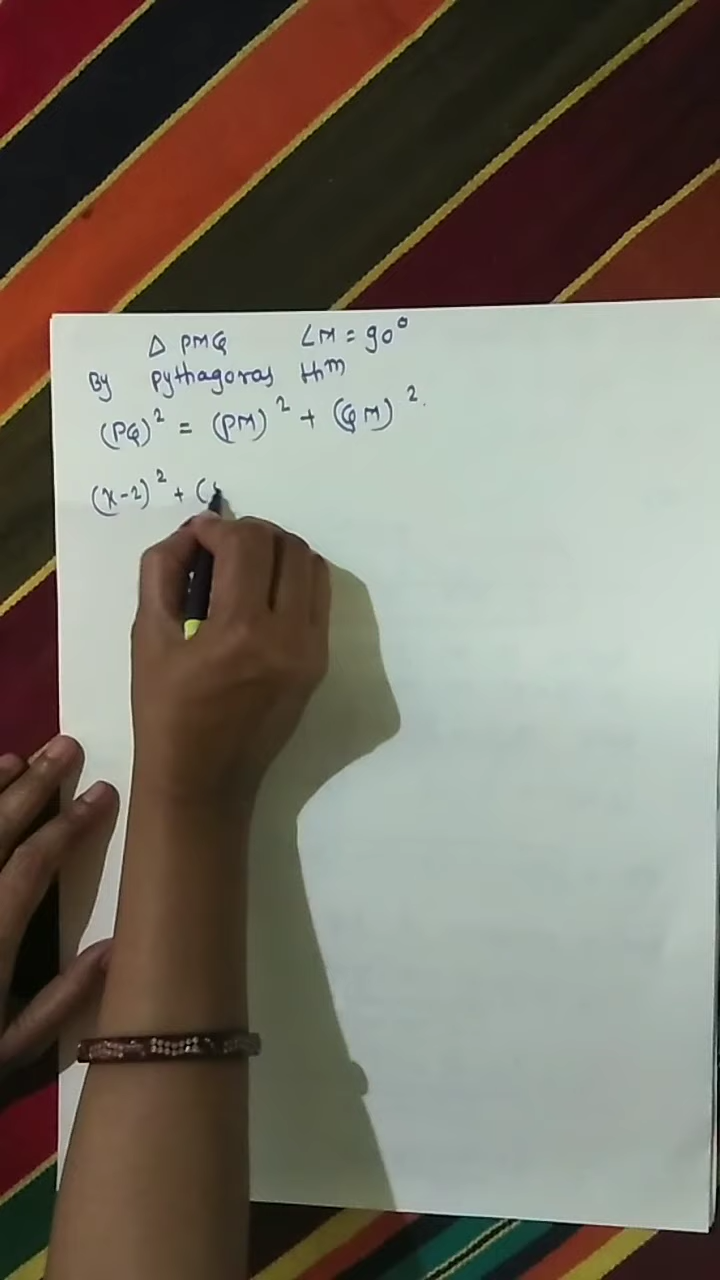 △ PMQ ∠M = 90°
By Pythagoras Thm
(PQ)² = (PM)² + (QM)².
(x-2)² + (